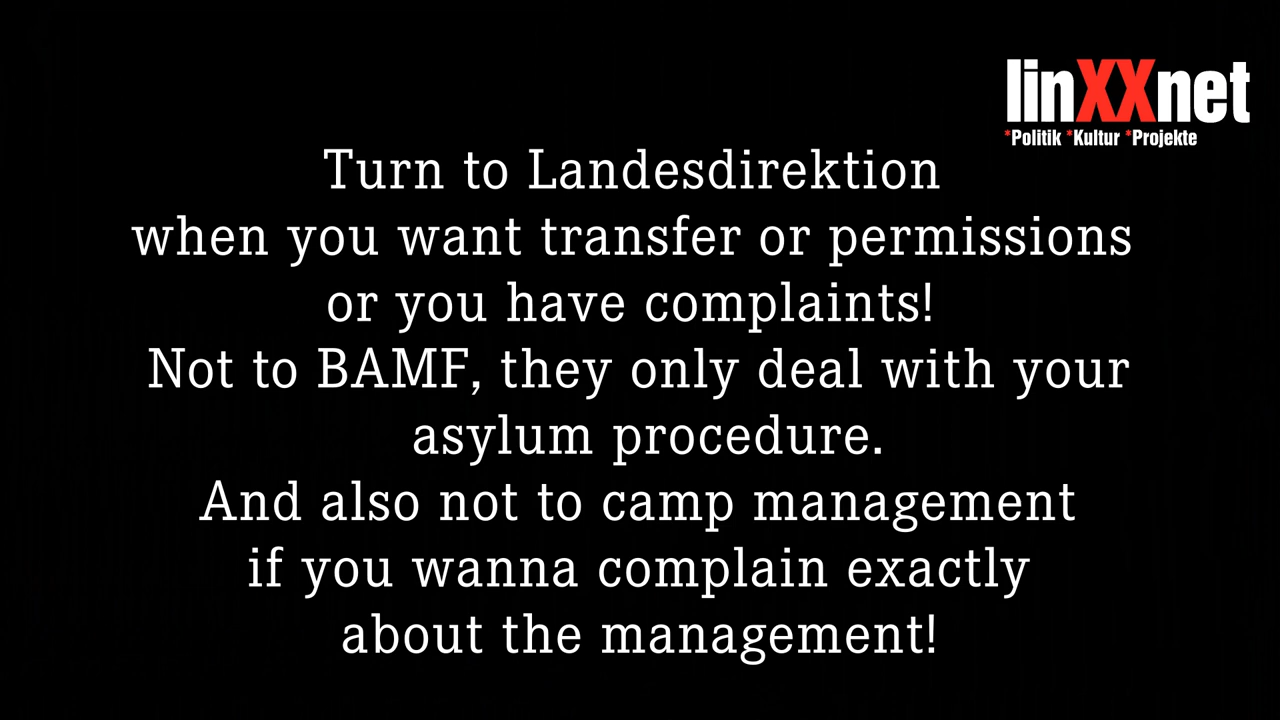 linXXnet
*Politik *Kultur *Projekte
Turn to Landesdirektion
when you want transfer or permissions
or you have complaints!
Not to BAMF, they only deal with your
asylum procedure.
And also not to camp management
if you wanna complain exactly
about the management!